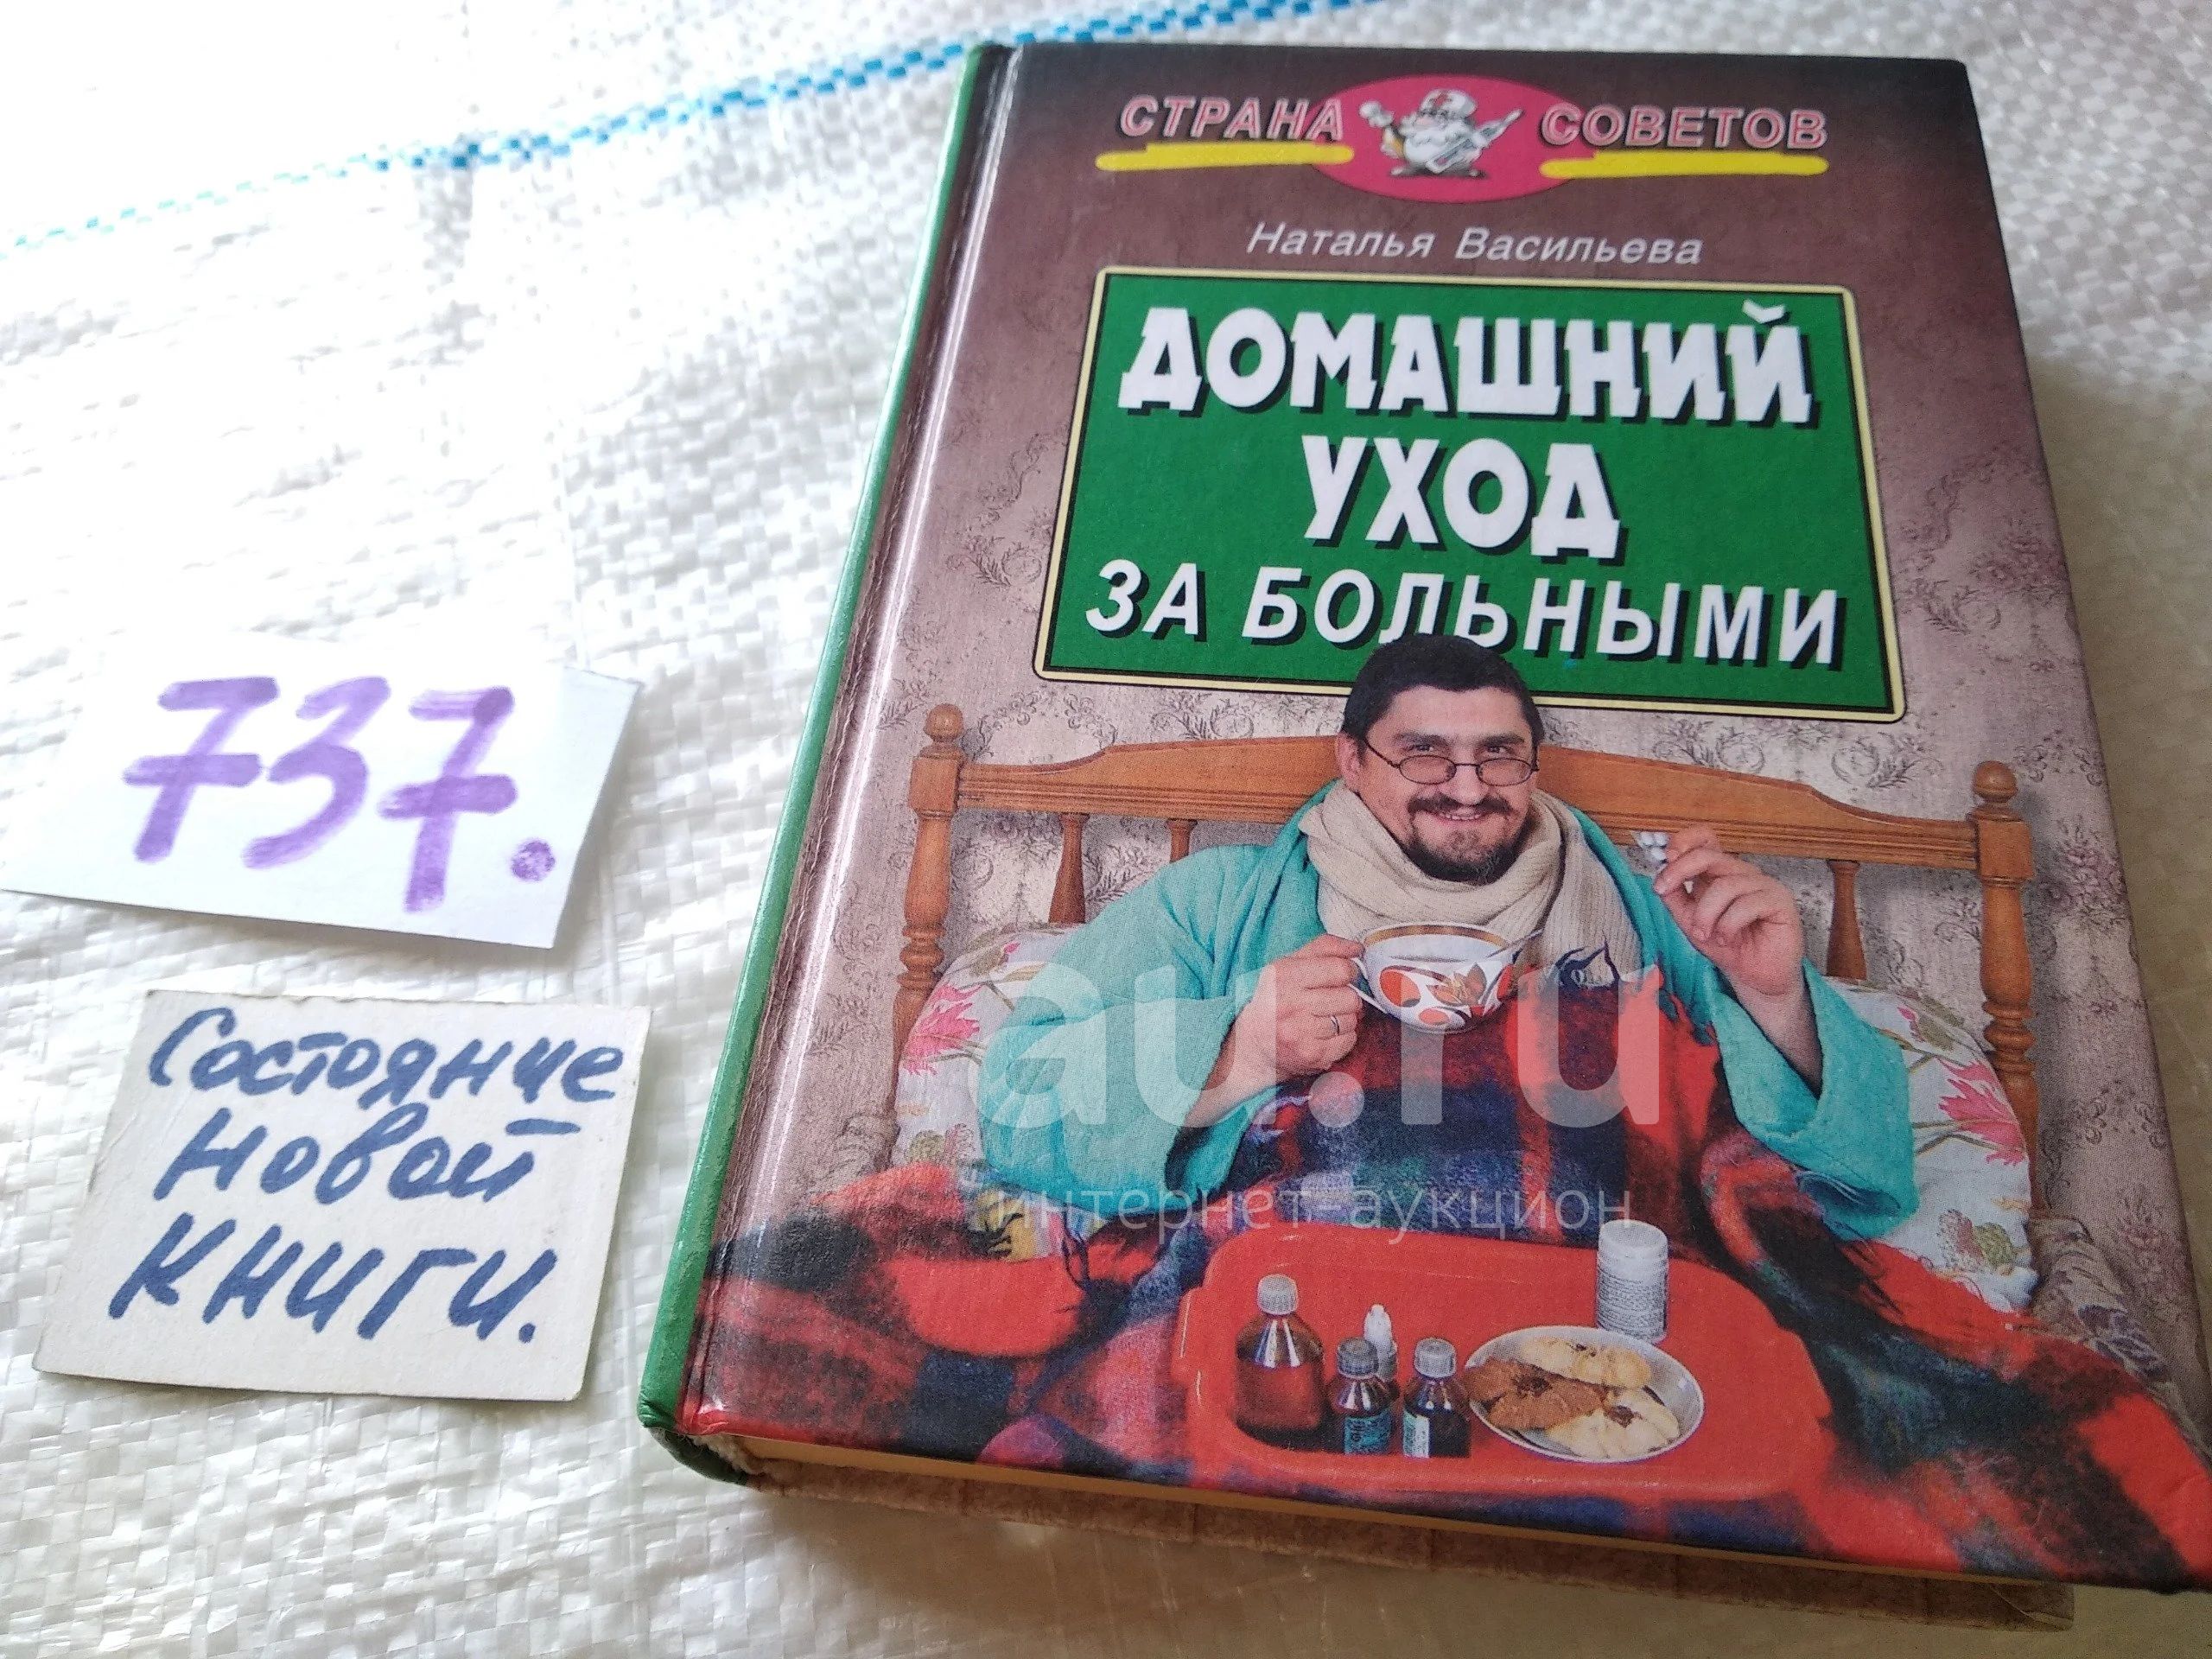 СТРАНА СОВЕТОВ
Наталья Васильева
ДОМАШНИЙ
УХОД
ЗА БОЛЬНЫМИ
737.
Состояние
новой
книги.
au.ru
интернет-аукцион